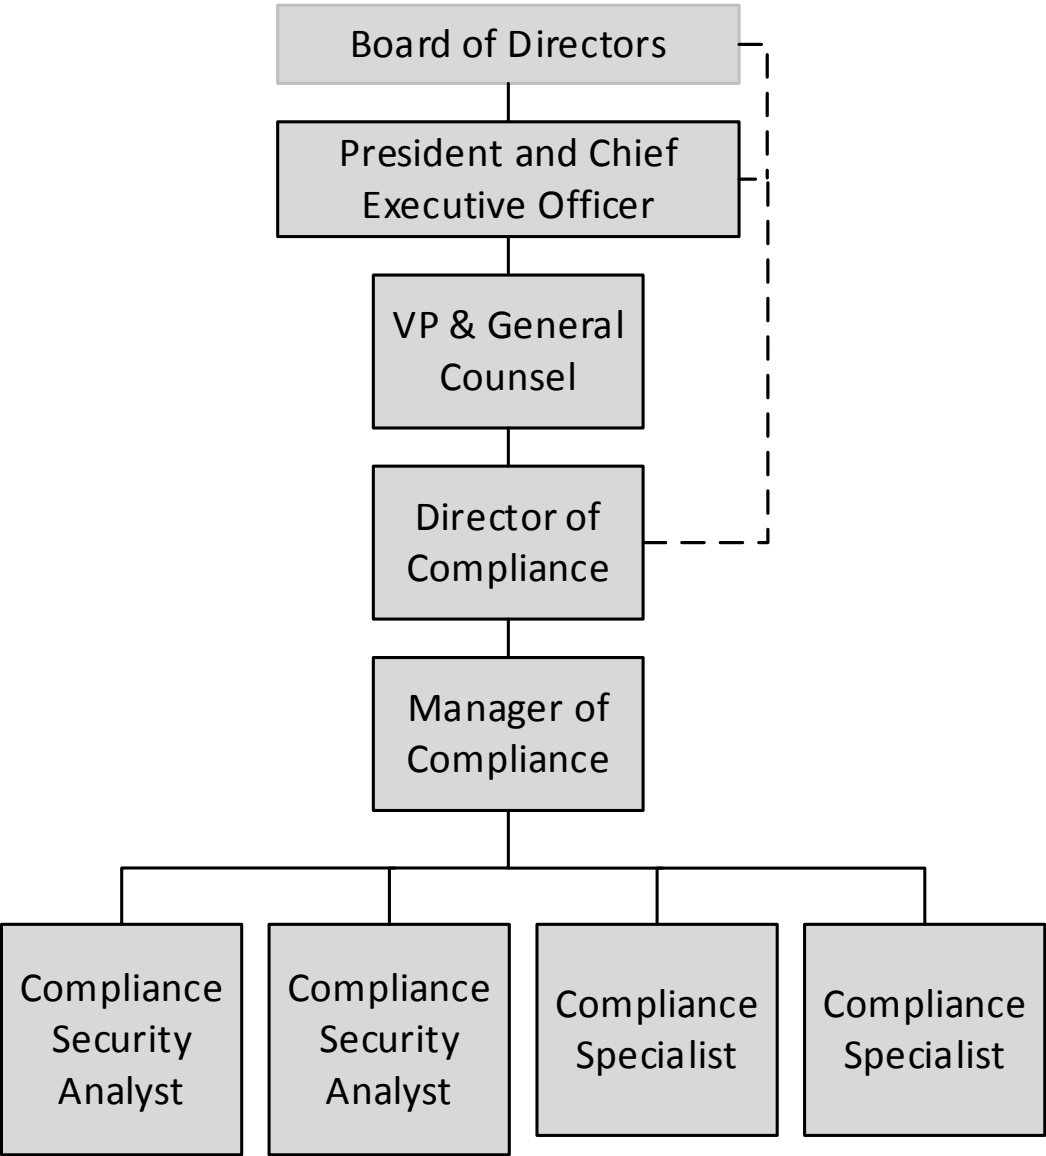 Board of Directors
President and Chief
Executive Officer
VP & General
Counsel
Director of
Compliance
Manager of
Compliance
Compliance
Security
Analyst
Compliance
Security
Analyst
Compliance
Specialist
Compliance
Specialist